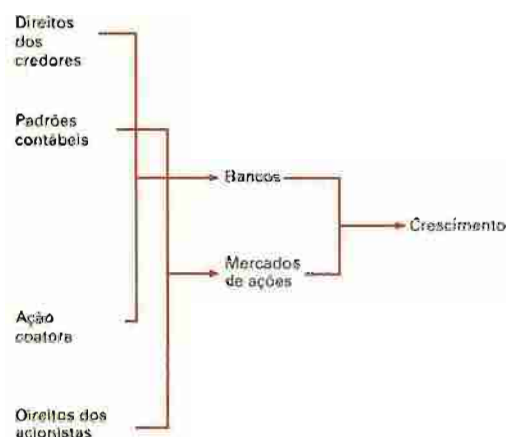 Direitos
dos
credores
Padrões
contábeis
Bancos
Crescimento
Mercados
de ações
Ação
coatora
Direitos dos
acionistas